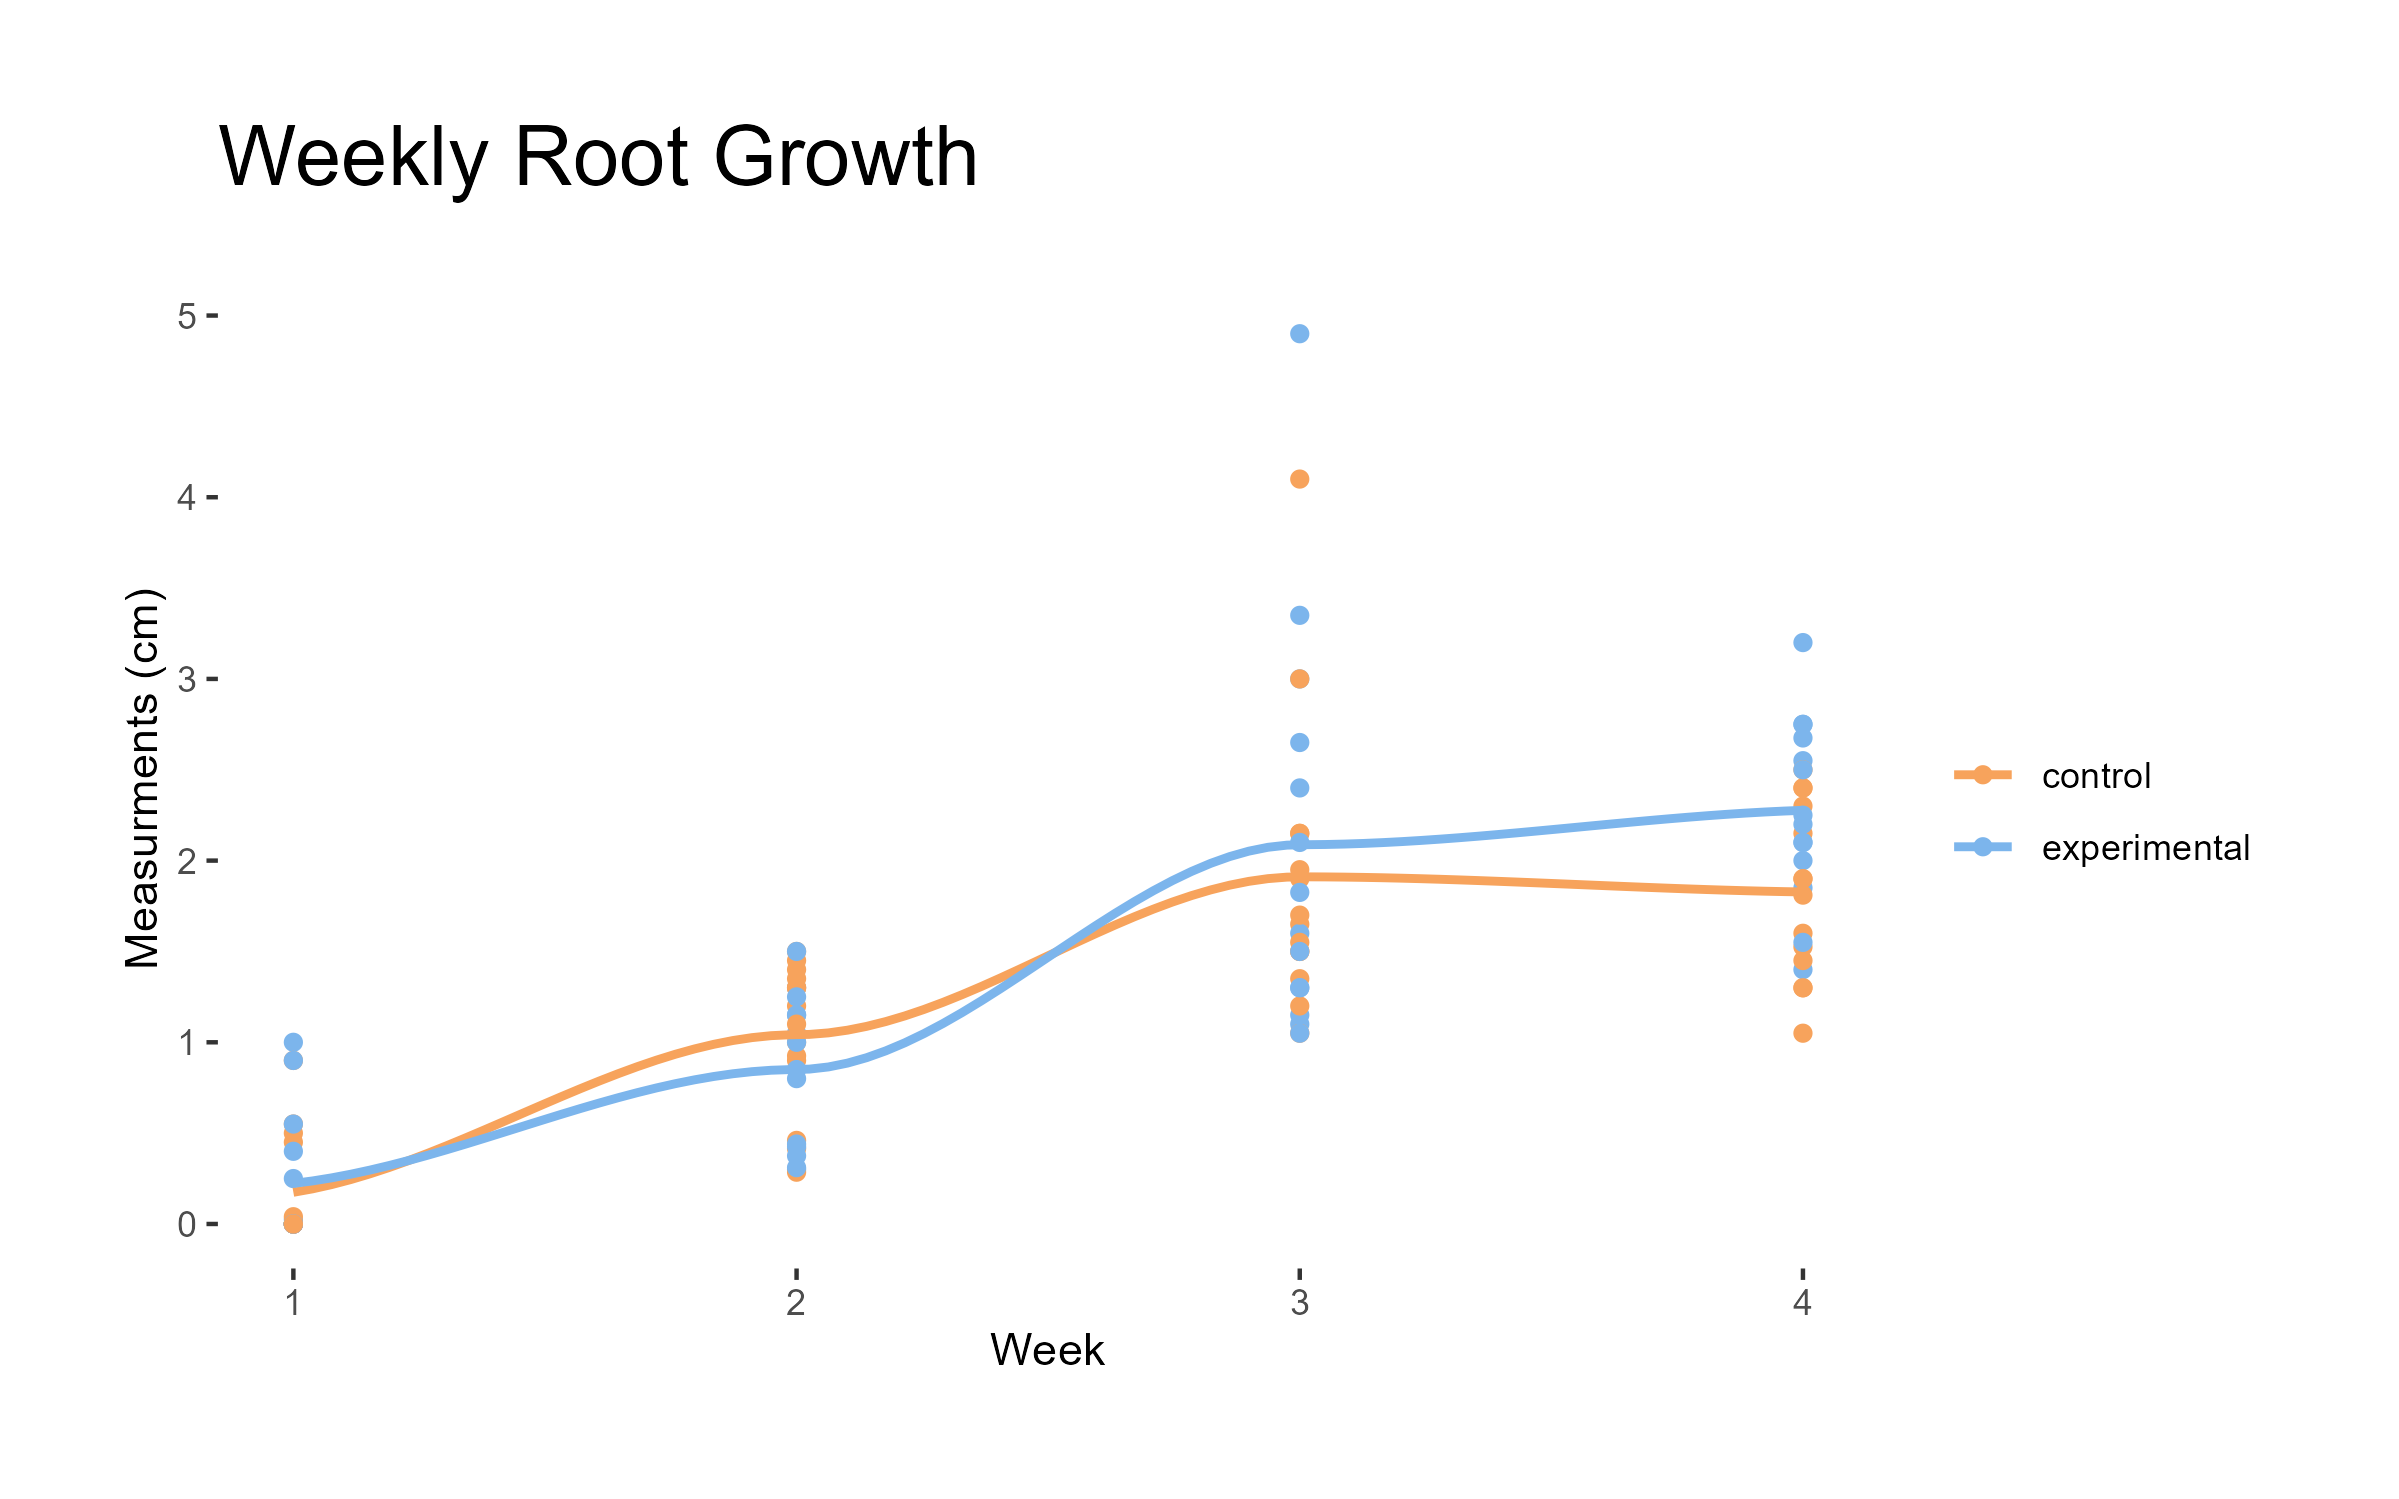 Weekly Root Growth
5
4
3
2
1
0
Measurments (cm)
1 2 3 4
Week
control
experimental